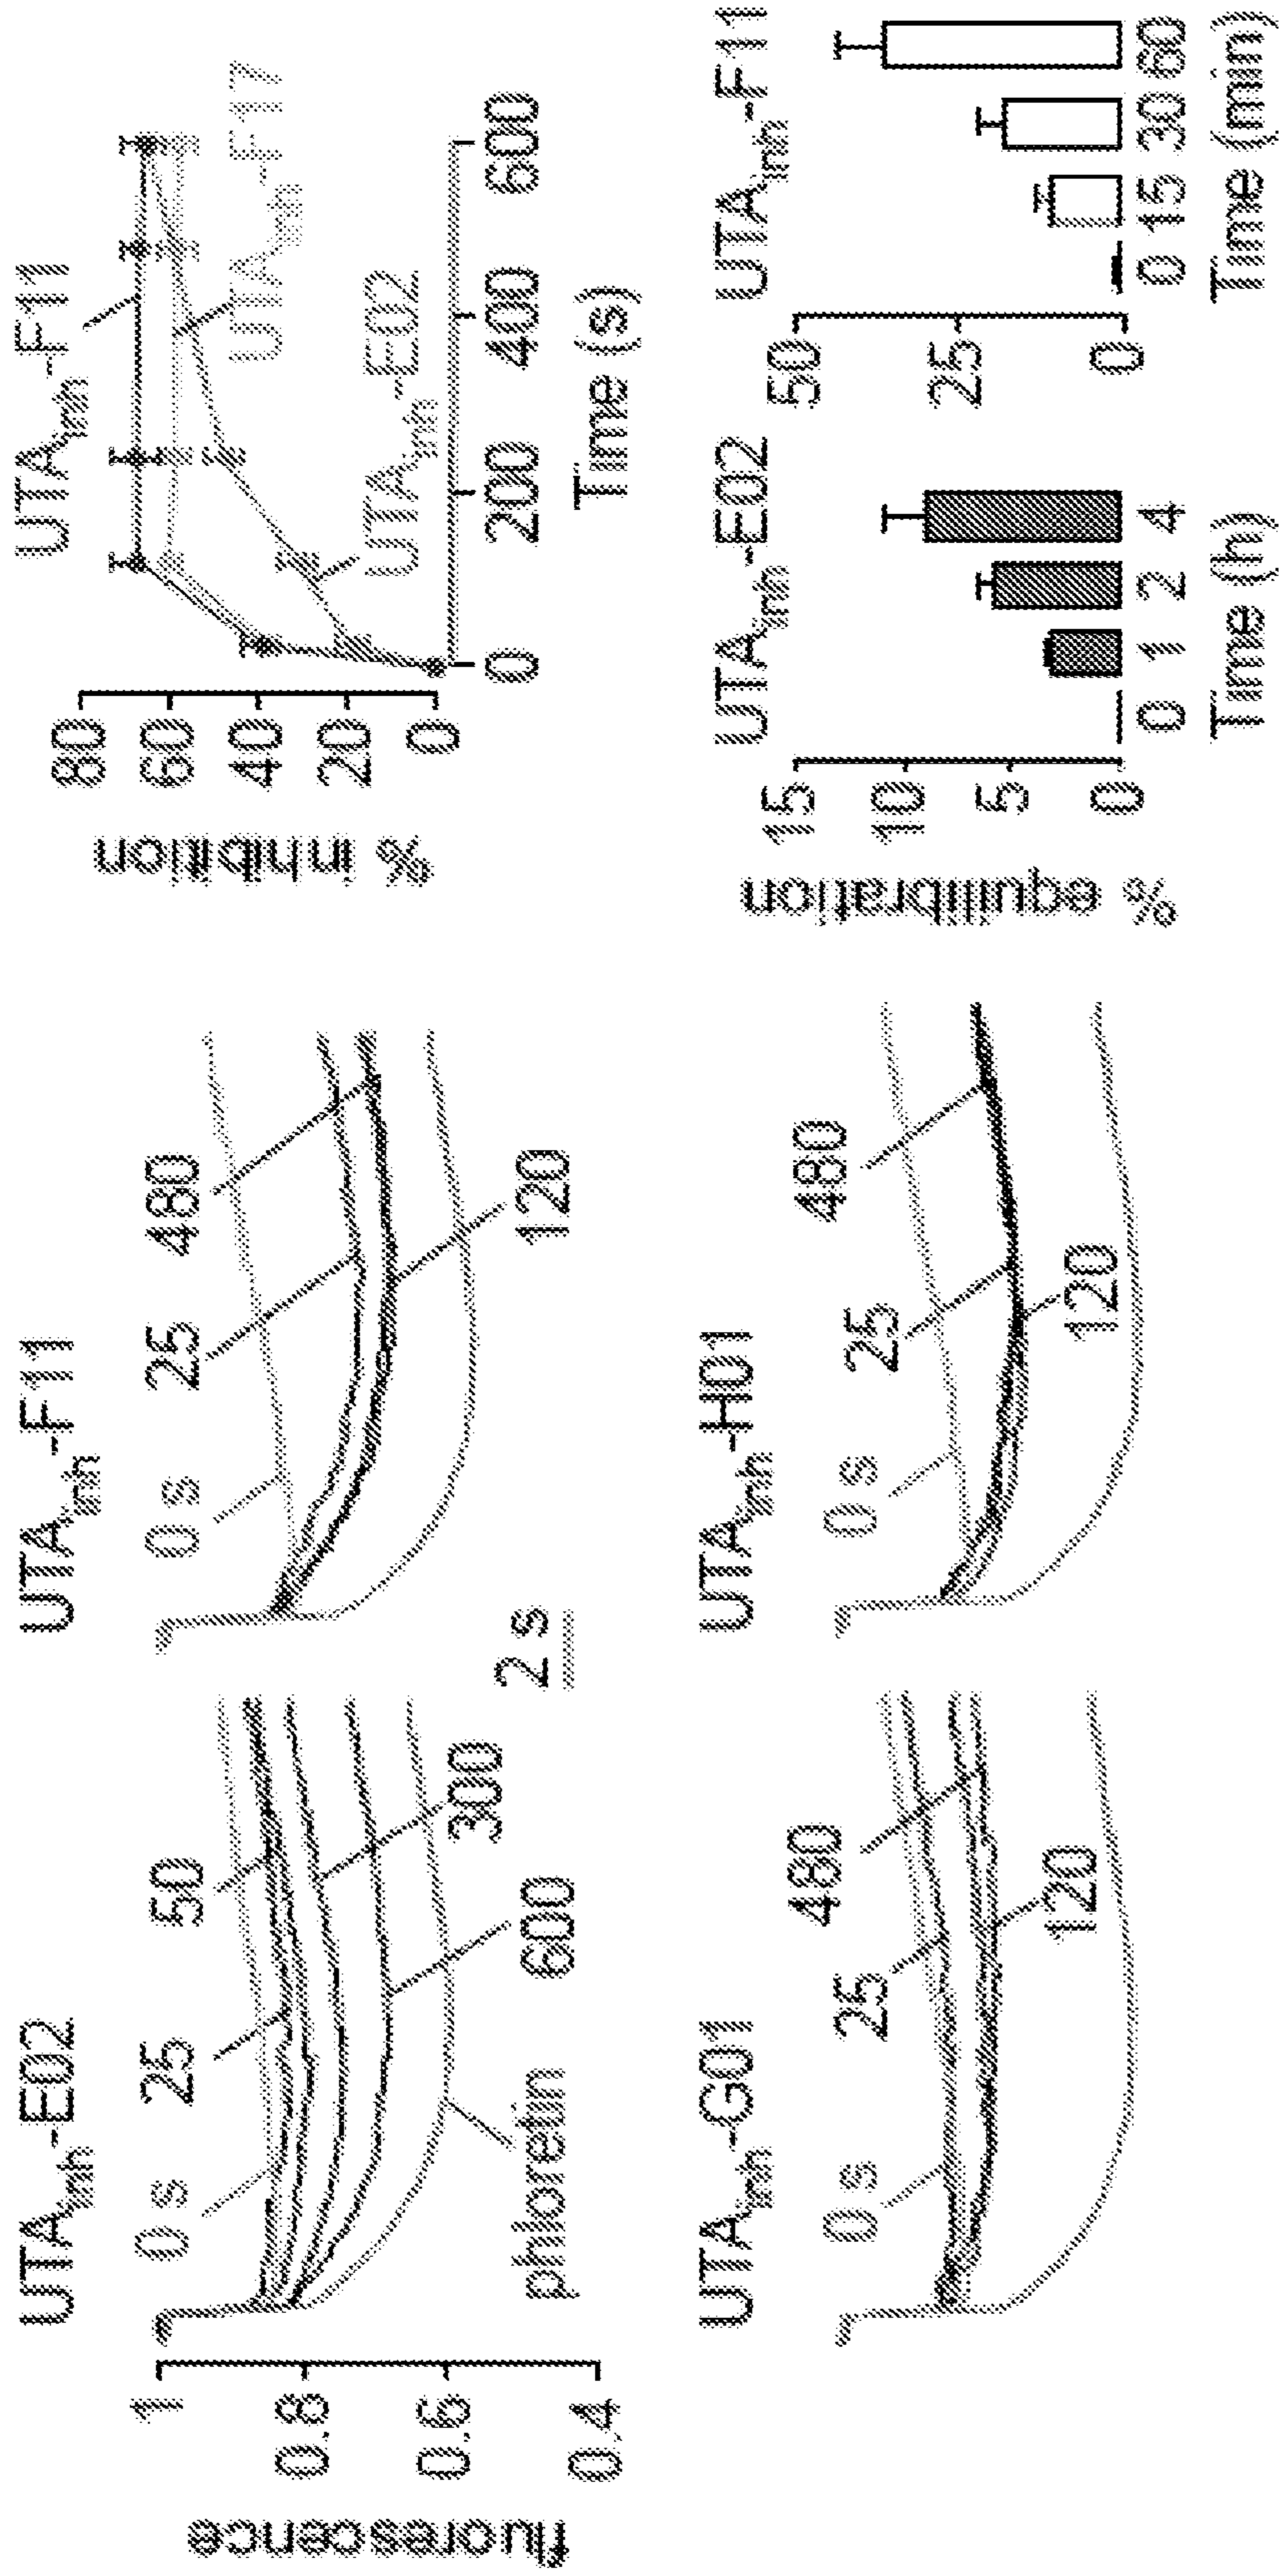 UTAinh-E02
0 s
25
50
300
600
phloretin
1
0.8
0.6
0.4
fluorescence
2 s
UTAinh-F11
0 s
25
480
120
UTAinh-G01
0 s
25
480
120
UTAinh-H01
0 s
25
480
120
UTAinh-F11
UTAinh-F17
UTAinh-E02
80
60
40
20
0
% inhibition
0
200
400
600
Time (s)
UTAinh-E02
15
10
5
0
% equilibration
0 1 2 4
Time (h)
UTAinh-F11
50
25
0
0 15 30 60
Time (min)